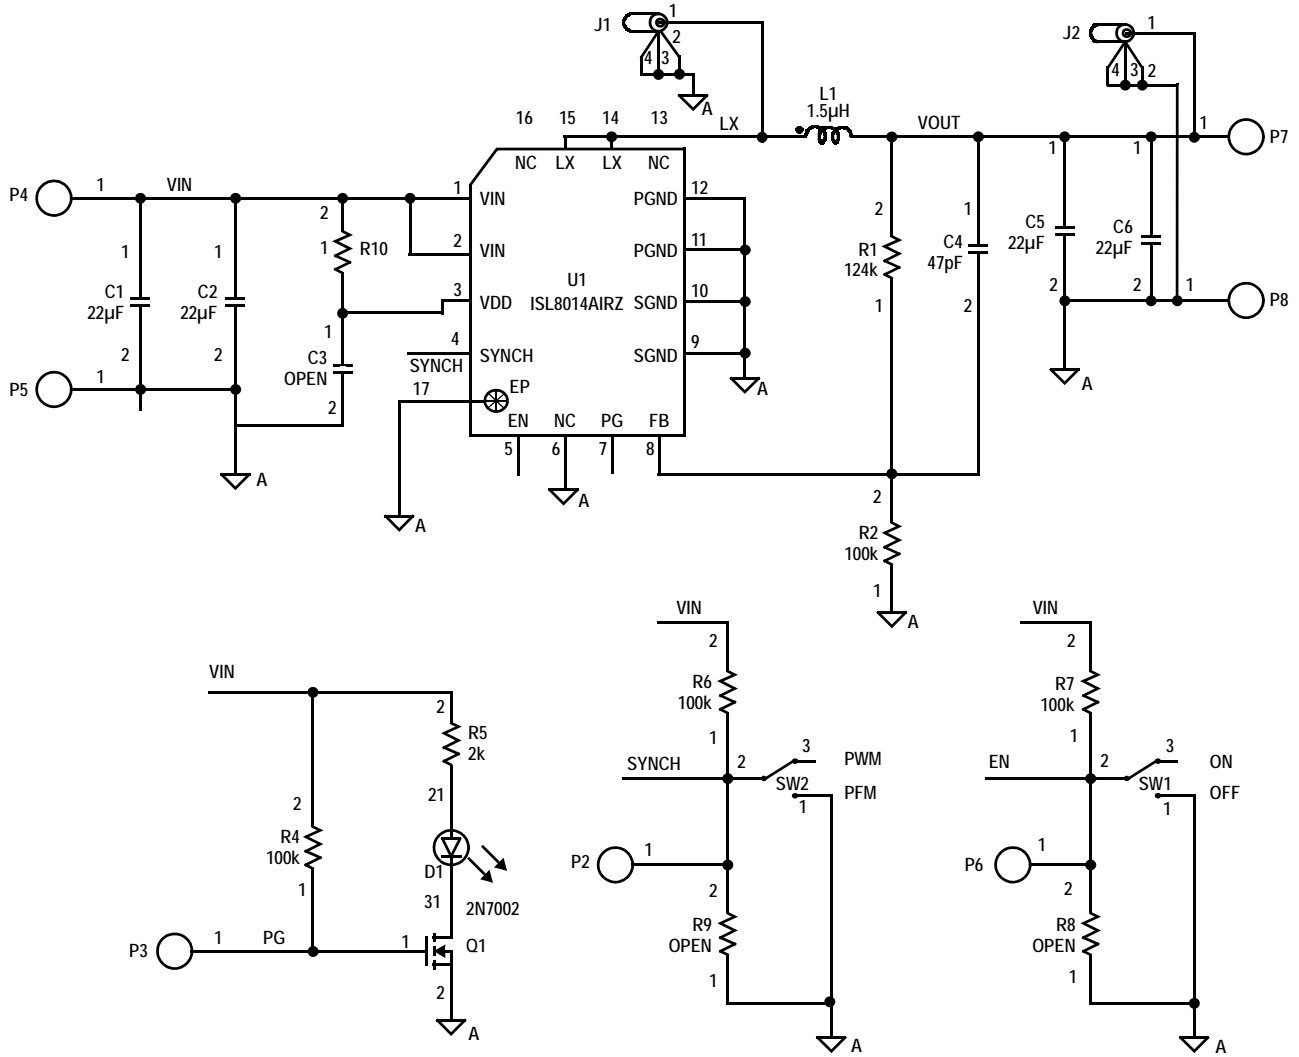 J1
1
2
4 3
A
J2
1
4 3 2
L1
1.5µH
16 15 14 13
LX
VOUT
1
P7
NC LX LX NC
P4
1
VIN
1
VIN
PGND
12
2
VIN
PGND
11
3
VDD
SGND
10
4
SYNCH
SYNCH
SGND
9
U1
ISL8014AIRZ
17
EP
EN NC PG FB
5 6 7 8
A
A
A
1
C1
22µF
2
1
C2
22µF
2
2
1
R10
1
C3
OPEN
2
P5
1
A
2
R1
124k
1
1
C4
47pF
2
1
C5
22µF
2
1
C6
22µF
2
1
P8
A
2
R2
100k
1
A
VIN
2
R4
100k
1
2
R5
2k
21
D1
31
2N7002
P3
1
PG
1
Q1
2
A
VIN
2
R6
100k
1
SYNCH
2
3
PWM
SW2
PFM
1
P2
1
2
R9
OPEN
1
A
VIN
2
R7
100k
1
EN
2
3
ON
SW1
OFF
1
P6
1
2
R8
OPEN
1
A